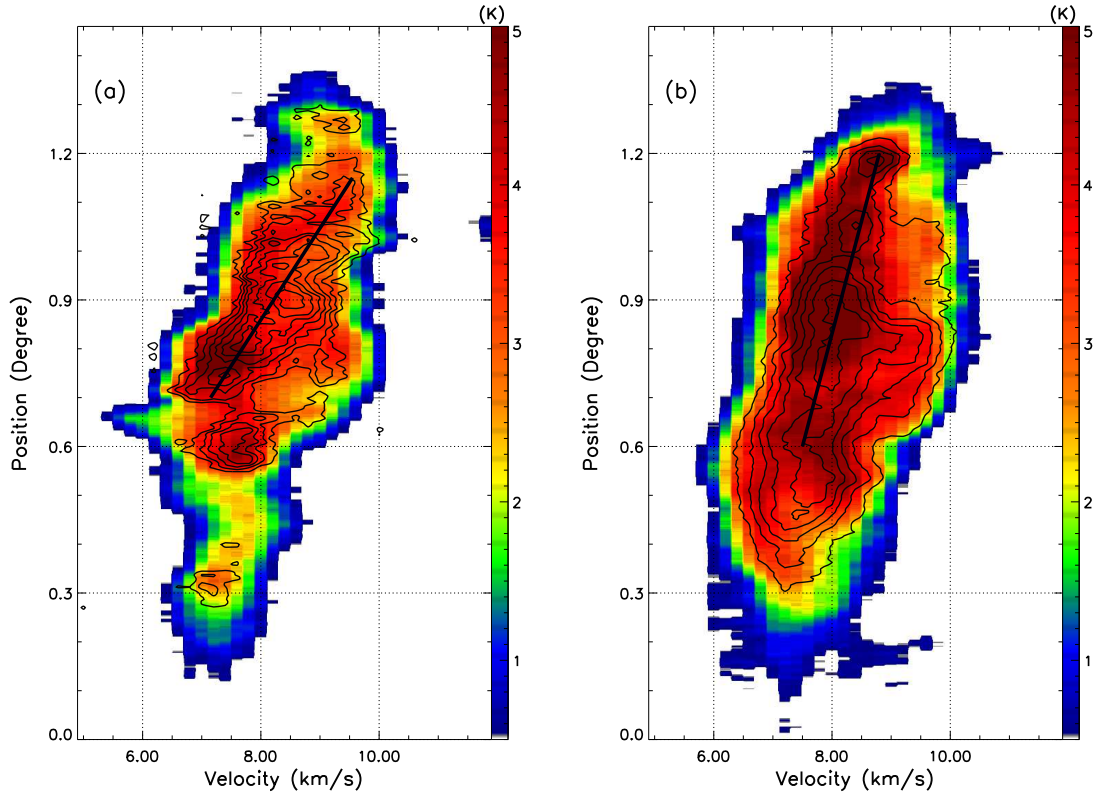 (K)
(K)
5
5
(a)
(b)
1.2
1.2
4
4
0.9
0.9
Position (Degree)
Position (Degree)
3
3
0.6
0.6
2
2
0.3
0.3
1
1
0.0
0.0
6.00 8.00 10.00
6.00 8.00 10.00
Velocity (km/s)
Velocity (km/s)